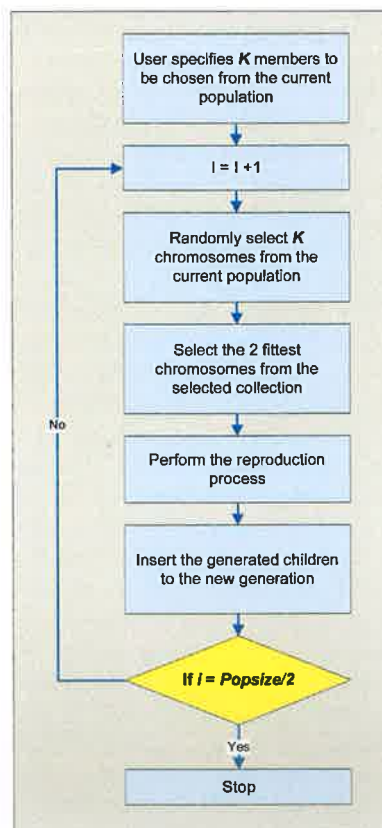 User specifies K members to
be chosen from the current
population
I = I +1
Randomly select K
chromosomes from the
current population
Select the 2 fittest
chromosomes from the
selected collection
No
Perform the reproduction
process
Insert the generated children
to the new generation
If i = Popsize/2
Yes
Stop